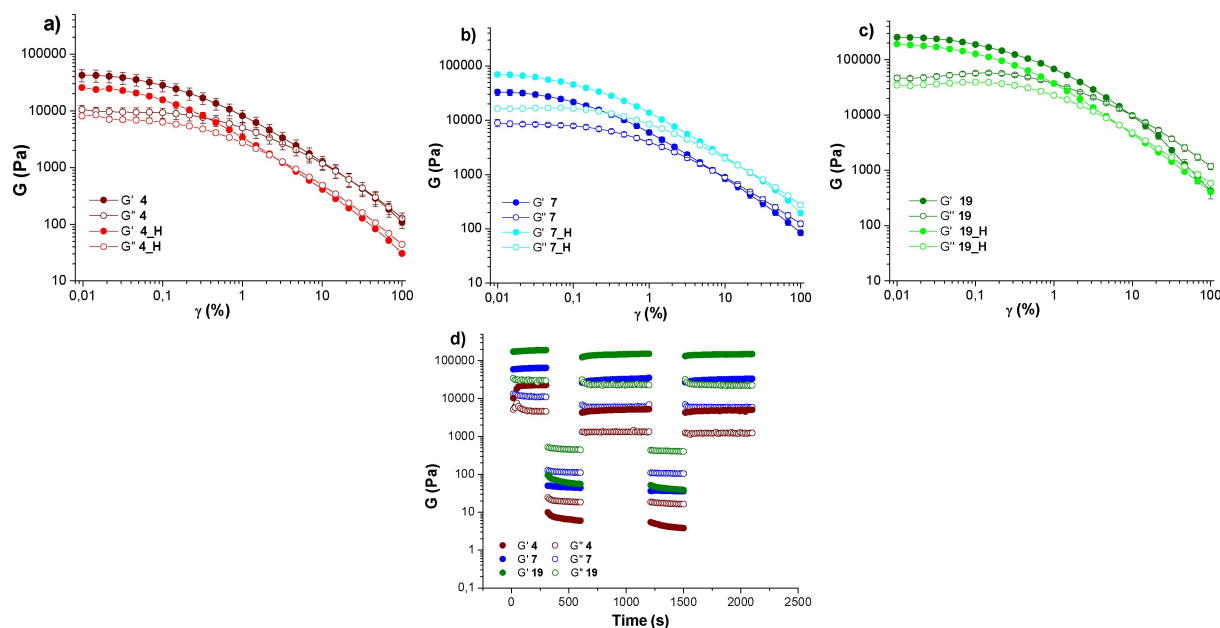 a)
G (Pa)
100000
10000
1000
100
10
G' 4
G'' 4
G' 4_H
G'' 4_H
0,01 0,1 1 10 100
γ (%)
b)
G (Pa)
100000
10000
1000
100
10
G' 7
G'' 7
G' 7_H
G'' 7_H
0,01 0,1 1 10 100
γ (%)
c)
G (Pa)
100000
10000
1000
100
10
G' 19
G'' 19
G' 19_H
G'' 19_H
0,01 0,1 1 10 100
γ (%)
d)
G (Pa)
100000
10000
1000
100
10
1
0,1
G' 4 G'' 4
G' 7 G'' 7
G' 19 G'' 19
0 500 1000 1500 2000 2500
Time (s)